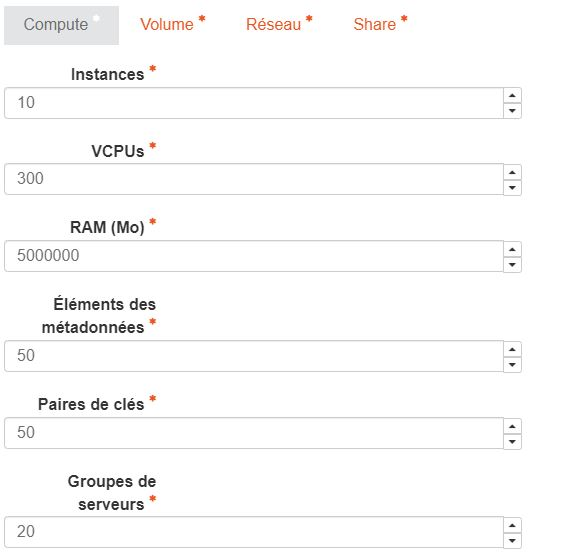 Compute * Volume * Réseau * Share *
Instances *
10
VCPUs *
300
RAM (Mo) *
5000000
Éléments des
métadonnées *
50
Paires de clés *
50
Groupes de
serveurs *
20